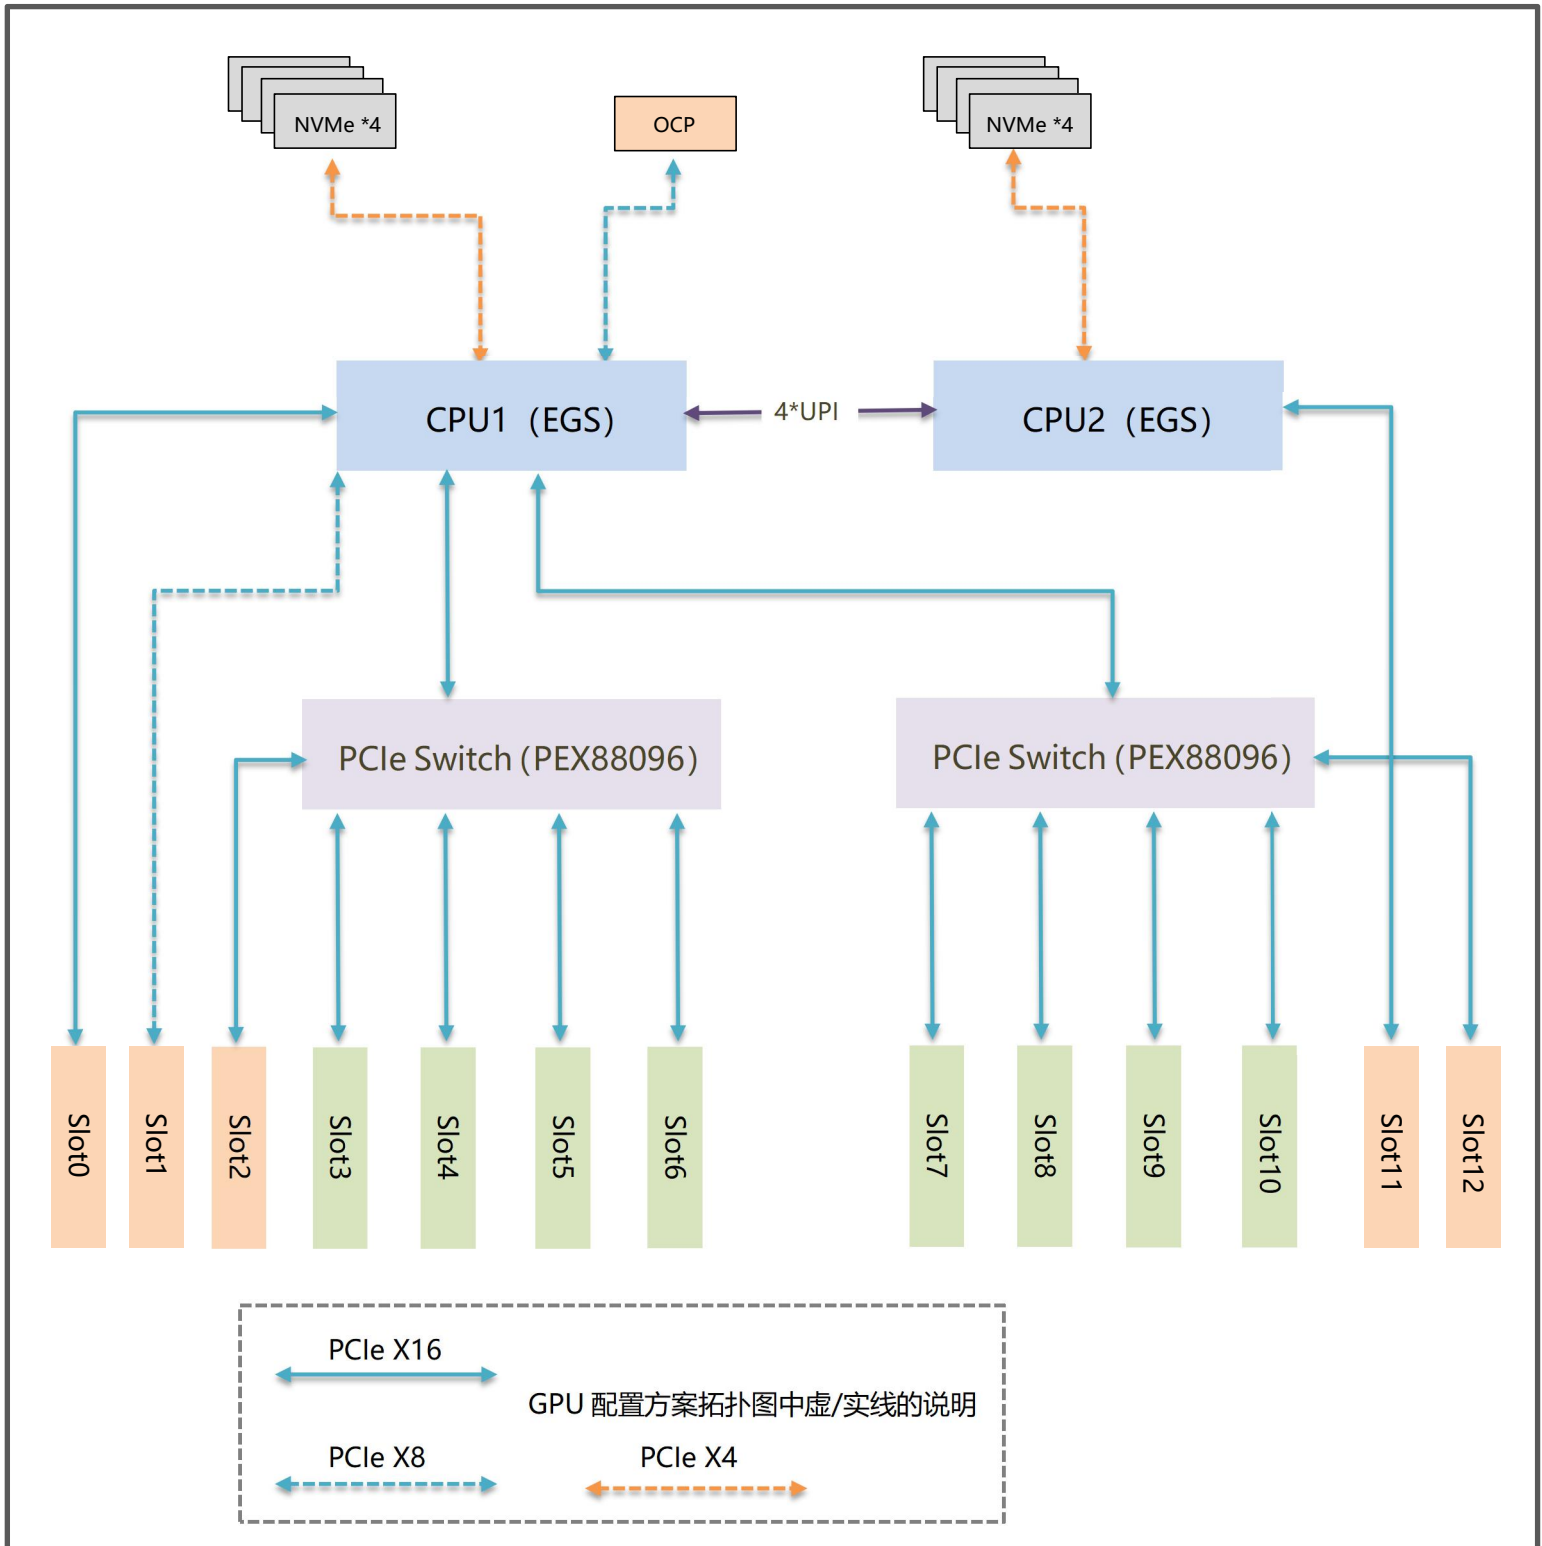 NVMe *4
OCP
NVMe *4
CPU1（EGS）
4*UPI
CPU2（EGS）
PCIe Switch（PEX88096）
PCIe Switch（PEX88096）
Slot0
Slot1
Slot2
Slot3
Slot4
Slot5
Slot6
Slot7
Slot8
Slot9
Slot10
Slot11
Slot12
PCIe X16
GPU 配置方案拓扑图中虚/实线的说明
PCIe X8
PCIe X4